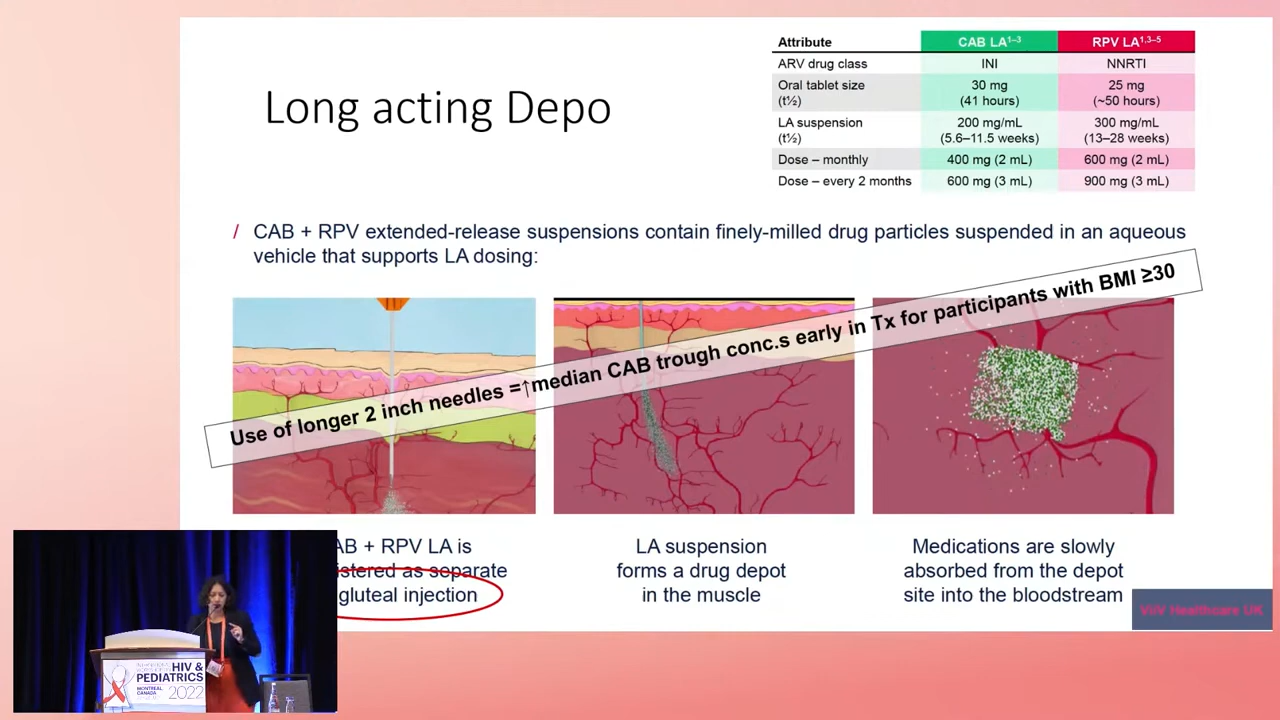 Long acting Depo
Attribute CAB LA1–3 RPV LA1,3–5
ARV drug class INI NNRTI
Oral tablet size 30 mg 25 mg
(t½) (41 hours) (~50 hours)
LA suspension 200 mg/mL 300 mg/mL
(t½) (5.6–11.5 weeks) (13–28 weeks)
Dose – monthly 400 mg (2 mL) 600 mg (2 mL)
Dose – every 2 months 600 mg (3 mL) 900 mg (3 mL)
/ CAB + RPV extended-release suspensions contain finely-milled drug particles suspended in an aqueous
vehicle that supports LA dosing:
Use of longer 2 inch needles =↑median CAB trough conc.s early in Tx for participants with BMI ≥30
AB + RPV LA is
istered as separate
gluteal injection
LA suspension
forms a drug depot
in the muscle
Medications are slowly
absorbed from the depot
site into the bloodstream
ViiV Healthcare UK
HIV &
PEDIATRICS
MONTREAL
CANADA
2022